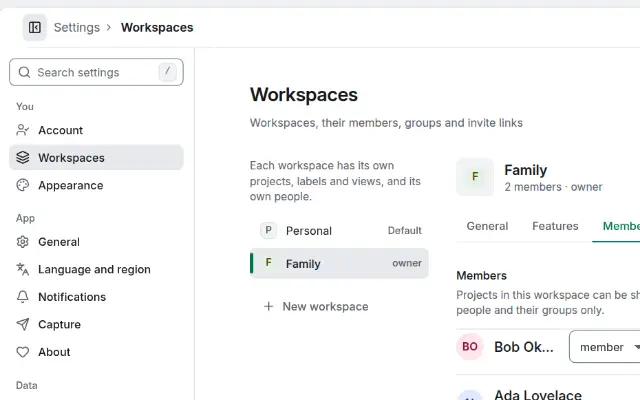 Settings > Workspaces
Search settings /
You
Account
Workspaces
Appearance
App
General
Language and region
Notifications
Capture
About
Data
Workspaces
Workspaces, their members, groups and invite links
Each workspace has its own
projects, labels and views, and its
own people.
P Personal Default
F Family owner
+ New workspace
F Family
2 members · owner
General Features Membe
Members
Projects in this workspace can be sh
people and their groups only.
BO Bob Ok... member
Ada Lovelace